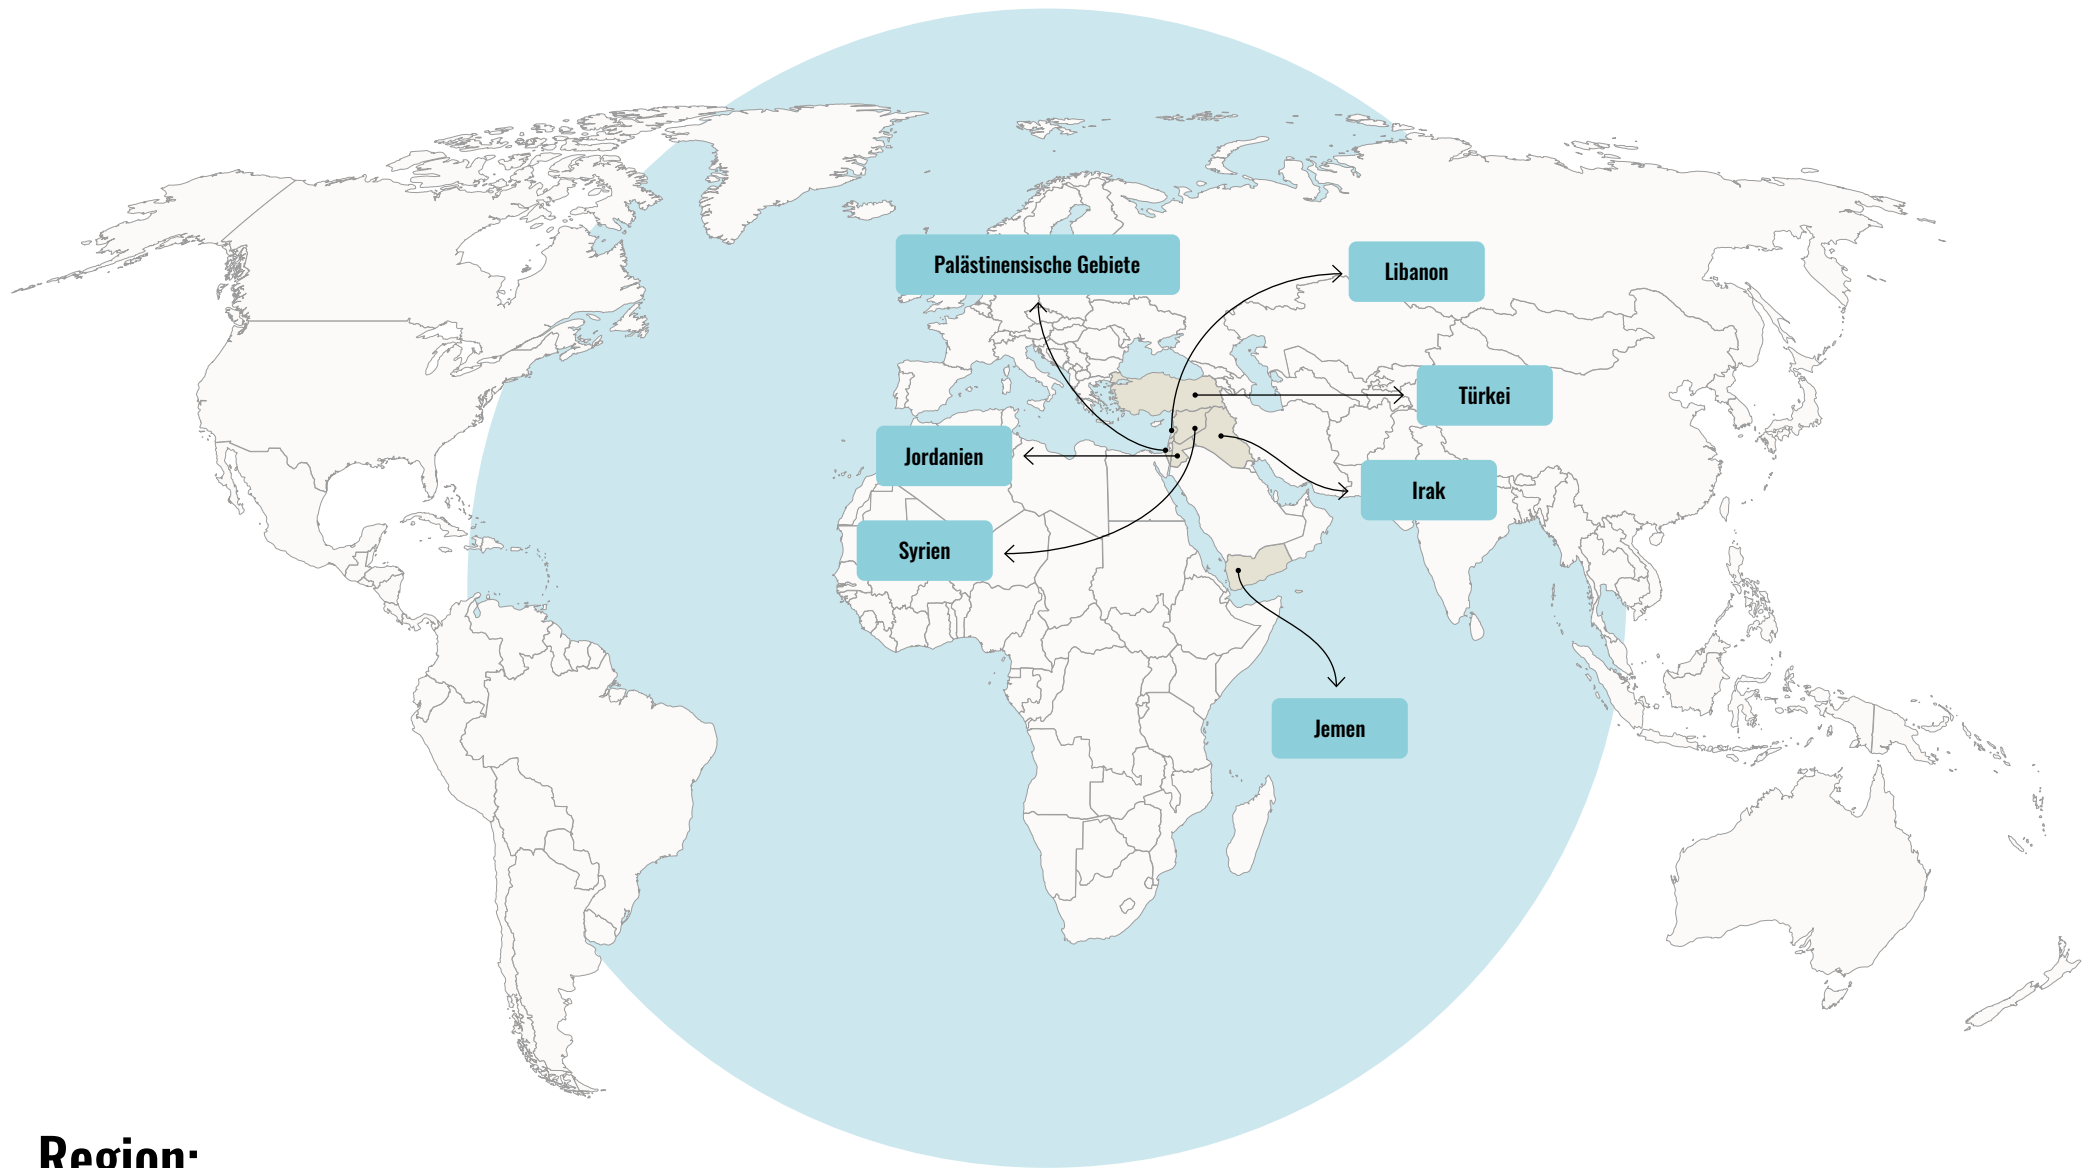 Palästinensische Gebiete
Libanon
Türkei
Jordanien
Irak
Syrien
Jemen
Region: